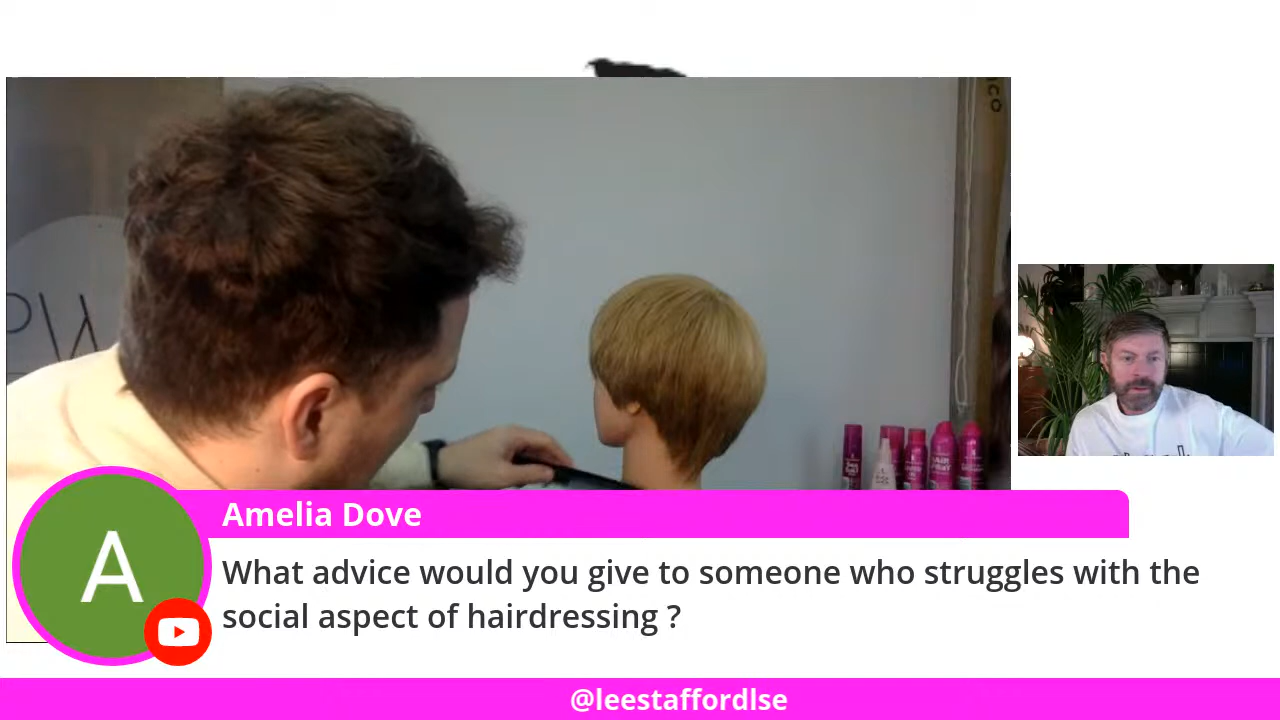 Amelia Dove
A
What advice would you give to someone who struggles with the
social aspect of hairdressing ?
@leestaffordlse